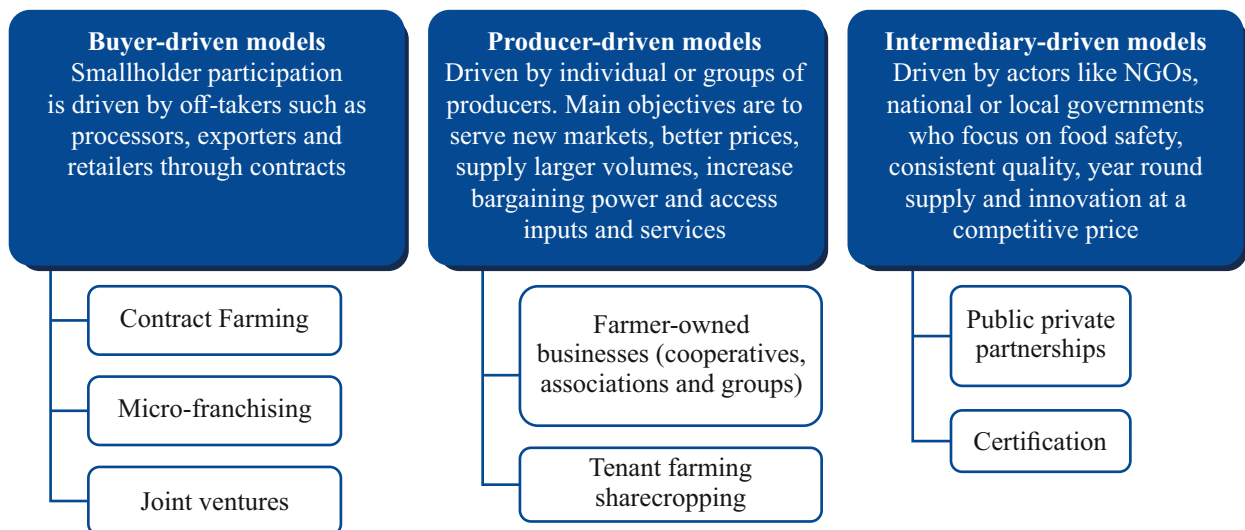 Buyer-driven models
Smallholder participation
is driven by off-takers such as
processors, exporters and
retailers through contracts
Contract Farming
Micro-franchising
Joint ventures
Producer-driven models
Driven by individual or groups of
producers. Main objectives are to
serve new markets, better prices,
supply larger volumes, increase
bargaining power and access
inputs and services
Farmer-owned
businesses (cooperatives,
associations and groups)
Tenant farming
sharecropping
Intermediary-driven models
Driven by actors like NGOs,
national or local governments
who focus on food safety,
consistent quality, year round
supply and innovation at a
competitive price
Public private
partnerships
Certification